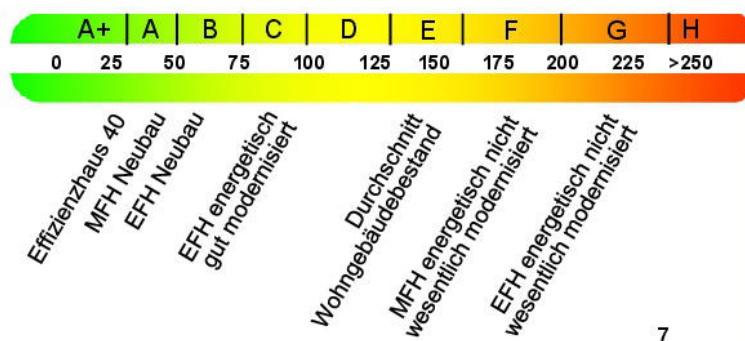 A+ A B C D E F G H
0 25 50 75 100 125 150 175 200 225 >250
Effizienzhaus 40
MFH Neubau
EFH Neubau
EFH energetisch
gut modernisiert
Durchschnitt
Wohngebäudebestand
MFH energetisch nicht
wesentlich modernisiert
EFH energetisch nicht
wesentlich modernisiert
7